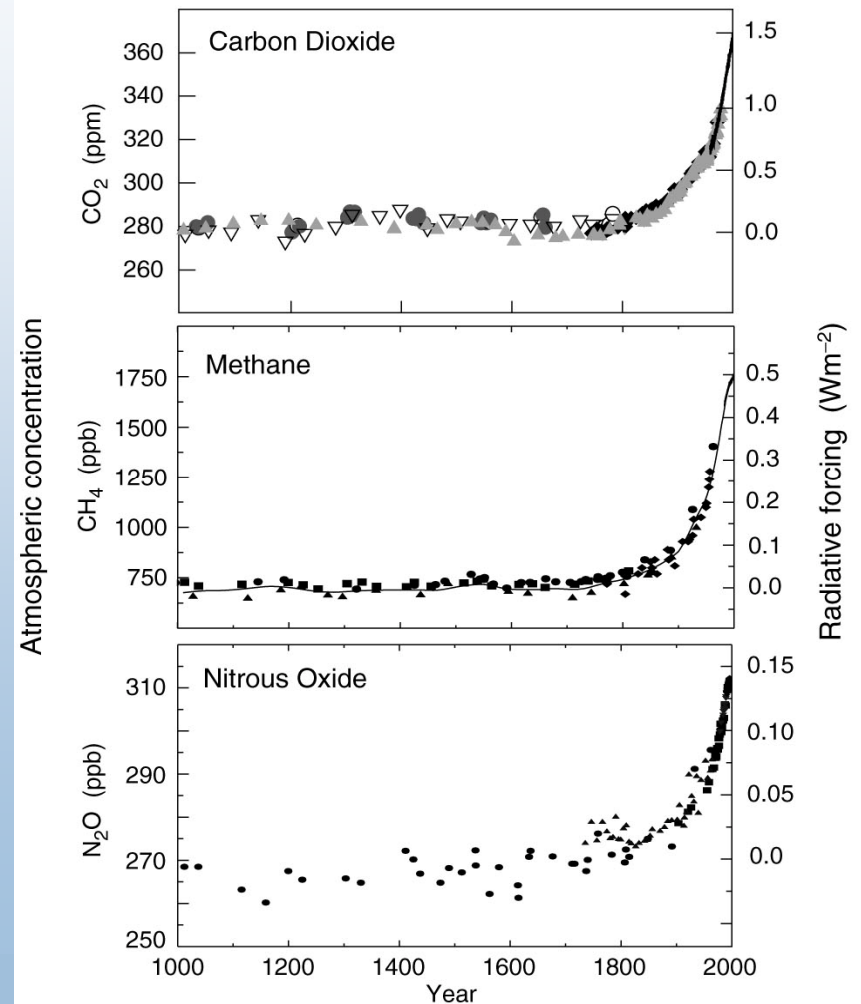 Atmospheric concentration
Carbon Dioxide
CO₂ (ppm)
360
340
320
300
280
260
1.5
1.0
0.5
0.0
Methane
CH₄ (ppb)
1750
1500
1250
1000
750
0.5
0.4
0.3
0.2
0.1
0.0
Radiative forcing (Wm⁻²)
Nitrous Oxide
N₂O (ppb)
310
290
270
250
0.15
0.10
0.05
0.0
1000 1200 1400 1600 1800 2000
Year